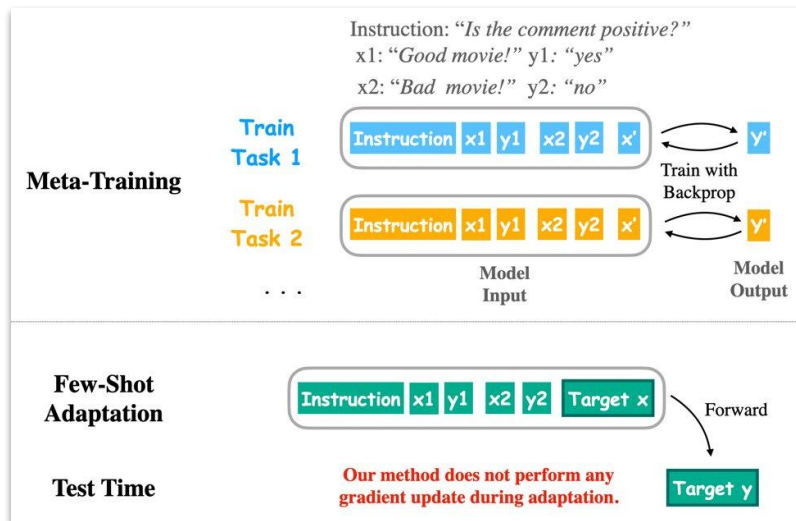 Instruction: “Is the comment positive?”
x1: “Good movie!” y1: “yes”
x2: “Bad movie!” y2: “no”
Train
Task 1
Instruction x1 y1 x2 y2 x' Y'
Meta-Training
Train with
Backprop
Train
Task 2
Instruction x1 y1 x2 y2 x' Y'
. . .
Model
Input
Model
Output
Few-Shot
Adaptation
Instruction x1 y1 x2 y2 Target x
Forward
Test Time
Our method does not perform any
gradient update during adaptation.
Target y